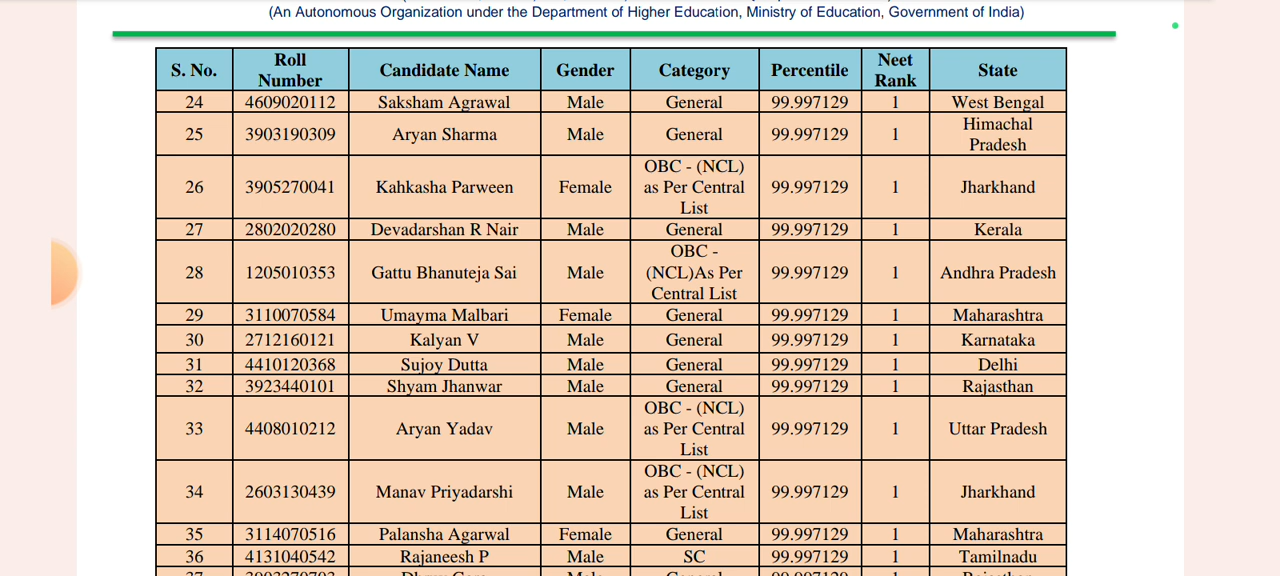 (An Autonomous Organization under the Department of Higher Education, Ministry of Education, Government of India)
S. No. Roll Number Candidate Name Gender Category Percentile Neet Rank State
24 4609020112 Saksham Agrawal Male General 99.997129 1 West Bengal
25 3903190309 Aryan Sharma Male General 99.997129 1 Himachal Pradesh
26 3905270041 Kahkasha Parween Female OBC - (NCL) as Per Central List 99.997129 1 Jharkhand
27 2802020280 Devadarshan R Nair Male General 99.997129 1 Kerala
28 1205010353 Gattu Bhanuteja Sai Male OBC - (NCL)As Per Central List 99.997129 1 Andhra Pradesh
29 3110070584 Umayma Malbari Female General 99.997129 1 Maharashtra
30 2712160121 Kalyan V Male General 99.997129 1 Karnataka
31 4410120368 Sujoy Dutta Male General 99.997129 1 Delhi
32 3923440101 Shyam Jhanwar Male General 99.997129 1 Rajasthan
33 4408010212 Aryan Yadav Male OBC - (NCL) as Per Central List 99.997129 1 Uttar Pradesh
34 2603130439 Manav Priyadarshi Male OBC - (NCL) as Per Central List 99.997129 1 Jharkhand
35 3114070516 Palansha Agarwal Female General 99.997129 1 Maharashtra
36 4131040542 Rajaneesh P Male SC 99.997129 1 Tamilnadu